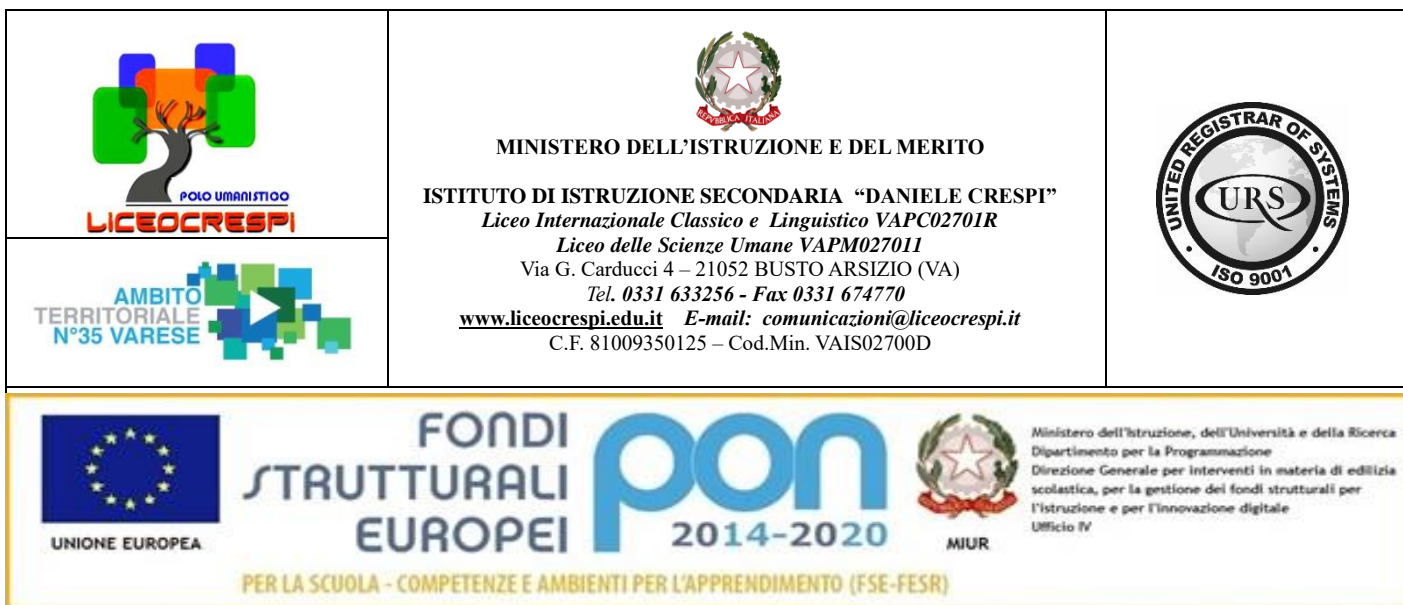 POLO UMANISTICO
LICEOCRESPI
AMBITO
TERRITORIALE
N°35 VARESE
REPVBBLICA ITALIANA
MINISTERO DELL’ISTRUZIONE E DEL MERITO
ISTITUTO DI ISTRUZIONE SECONDARIA “DANIELE CRESPI”
Liceo Internazionale Classico e Linguistico VAPC02701R
Liceo delle Scienze Umane VAPM027011
Via G. Carducci 4 – 21052 BUSTO ARSIZIO (VA)
Tel. 0331 633256 - Fax 0331 674770
www.liceocrespi.edu.it E-mail: comunicazioni@liceocrespi.it
C.F. 81009350125 – Cod.Min. VAIS02700D
UNITED REGISTRAR OF SYSTEMS
URS
ISO 9001
UNIONE EUROPEA
FONDI
STRUTTURALI
EUROPEI
pon
2014-2020
MIUR
Ministero dell'Istruzione, dell'Università e della Ricerca
Dipartimento per la Programmazione
Direzione Generale per interventi in materia di edilizia
scolastica, per la gestione dei fondi strutturali per
l'istruzione e per l'innovazione digitale
Ufficio IV
PER LA SCUOLA - COMPETENZE E AMBIENTI PER L'APPRENDIMENTO (FSE-FESR)